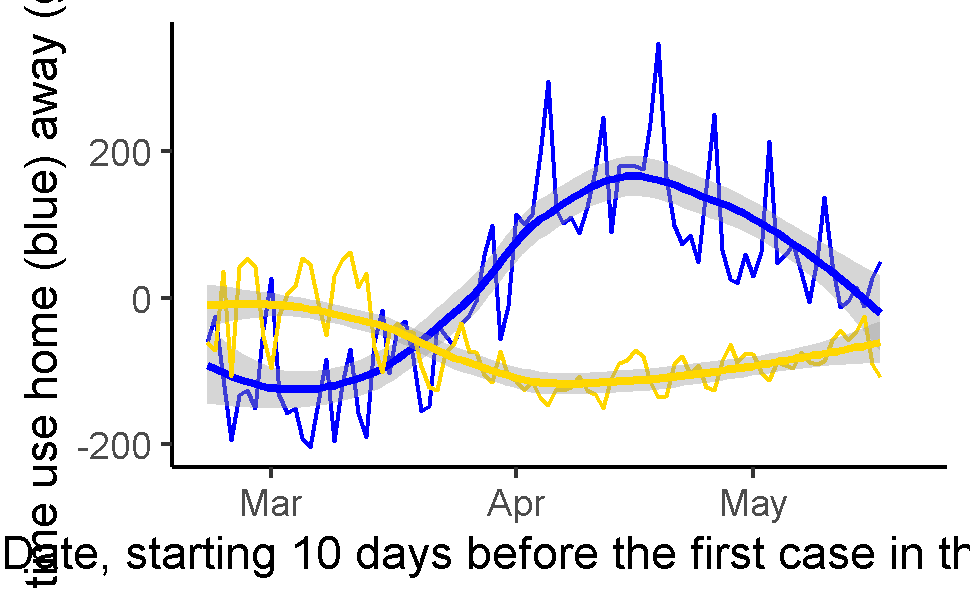 time use home (blue) away (
200
0
-200
Mar Apr May
Date, starting 10 days before the first case in th